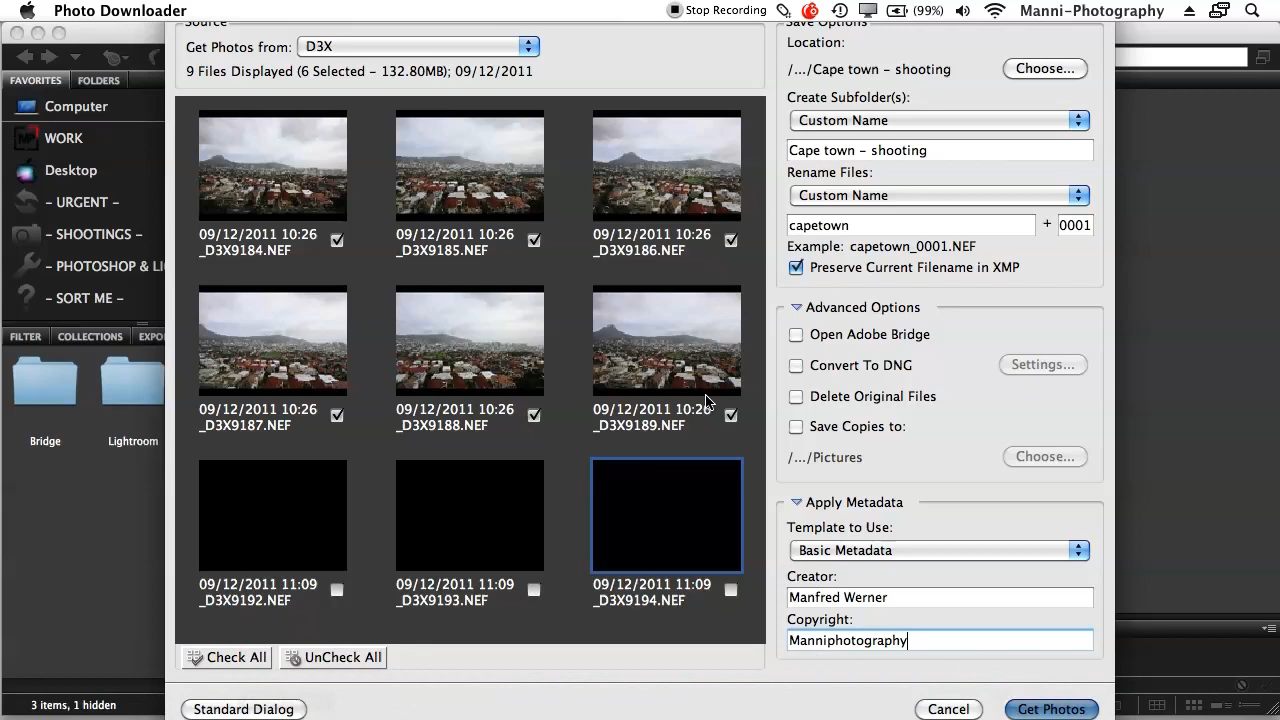 Photo Downloader
Stop Recording
(99%)
Manni-Photography
FAVORITES FOLDERS
Computer
WORK
Desktop
- URGENT -
- SHOOTINGS -
- PHOTOSHOP & LI
- SORT ME -
FILTER COLLECTIONS EXPO
Bridge Lightroom
3 items, 1 hidden
Source
Get Photos from: D3X
9 Files Displayed (6 Selected - 132.80MB); 09/12/2011
09/12/2011 10:26 09/12/2011 10:26 09/12/2011 10:26
_D3X9184.NEF _D3X9185.NEF _D3X9186.NEF
09/12/2011 10:26 09/12/2011 10:26 09/12/2011 10:26
_D3X9187.NEF _D3X9188.NEF _D3X9189.NEF
09/12/2011 11:09 09/12/2011 11:09 09/12/2011 11:09
_D3X9192.NEF _D3X9193.NEF _D3X9194.NEF
Check All UnCheck All
Standard Dialog
Save Options
Location:
/.../Cape town - shooting Choose...
Create Subfolder(s):
Custom Name
Cape town - shooting
Rename Files:
Custom Name
capetown + 0001
Example: capetown_0001.NEF
Preserve Current Filename in XMP
Advanced Options
Open Adobe Bridge
Convert To DNG Settings...
Delete Original Files
Save Copies to:
/.../Pictures Choose...
Apply Metadata
Template to Use:
Basic Metadata
Creator:
Manfred Werner
Copyright:
Manniphotography
Cancel Get Photos